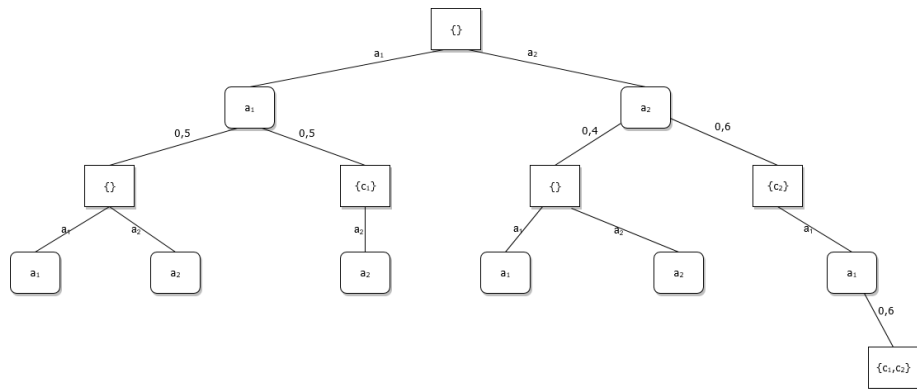 {}
a₁
a₂
a₁
a₂
0,5
0,5
0,4
0,6
{}
{c₁}
{}
{c₂}
a₁
a₂
a₂
a₁
a₂
a₁
a₁
a₂
a₂
a₁
a₂
a₁
0,6
{c₁,c₂}